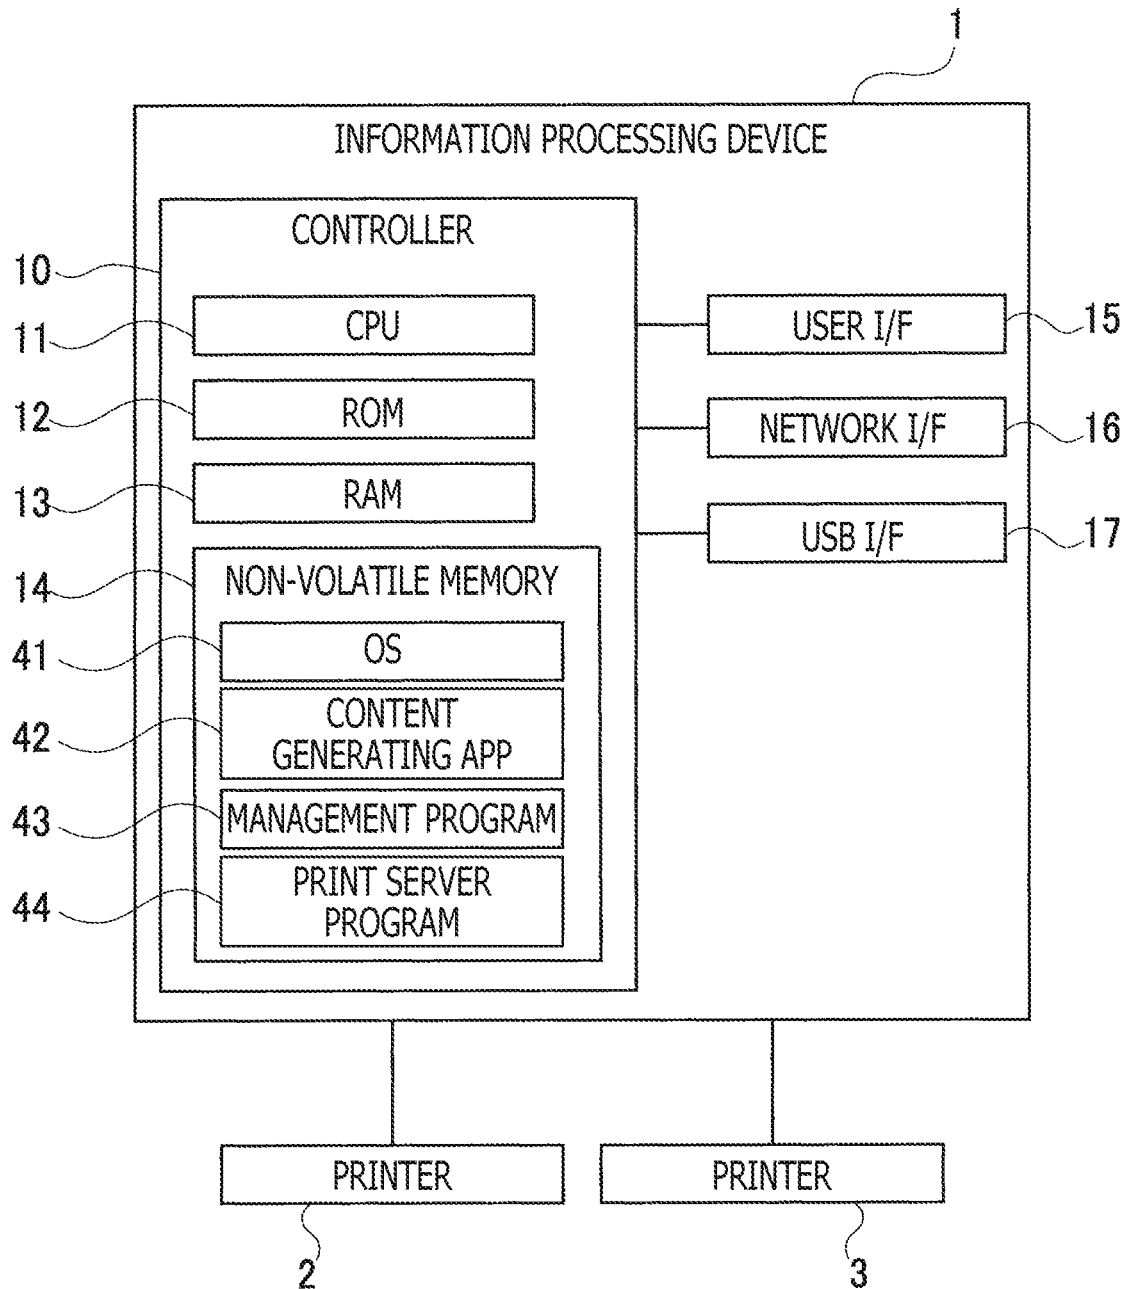 1
INFORMATION PROCESSING DEVICE
CONTROLLER
10
CPU
11
USER I/F
15
ROM
12
NETWORK I/F
16
RAM
13
USB I/F
17
NON-VOLATILE MEMORY
14
OS
41
CONTENT
GENERATING APP
42
MANAGEMENT PROGRAM
43
PRINT SERVER
PROGRAM
44
PRINTER
PRINTER
2
3